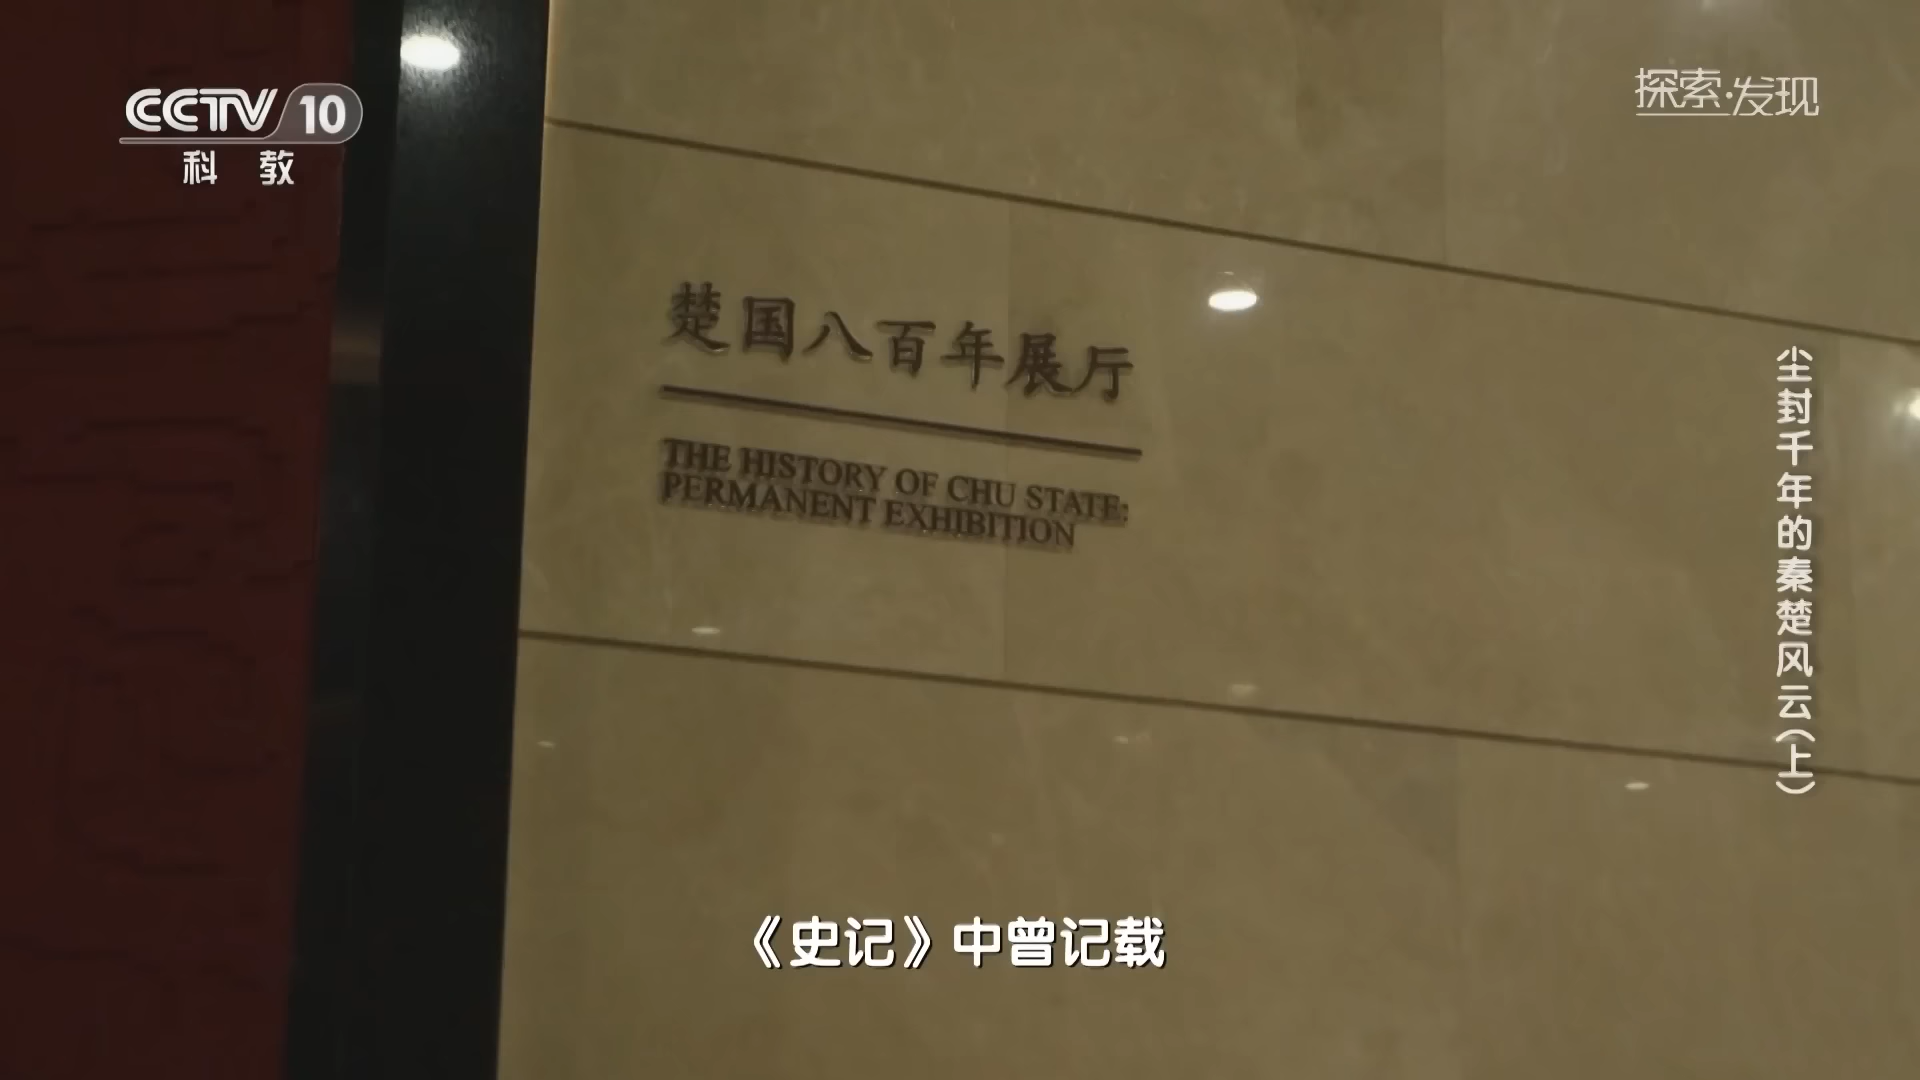 CCTV 10
科 教
探索·发现
楚国八百年展厅
THE HISTORY OF CHU STATE:
PERMANENT EXHIBITION
尘封千年的秦楚风云(上)
《史记》中曾记载